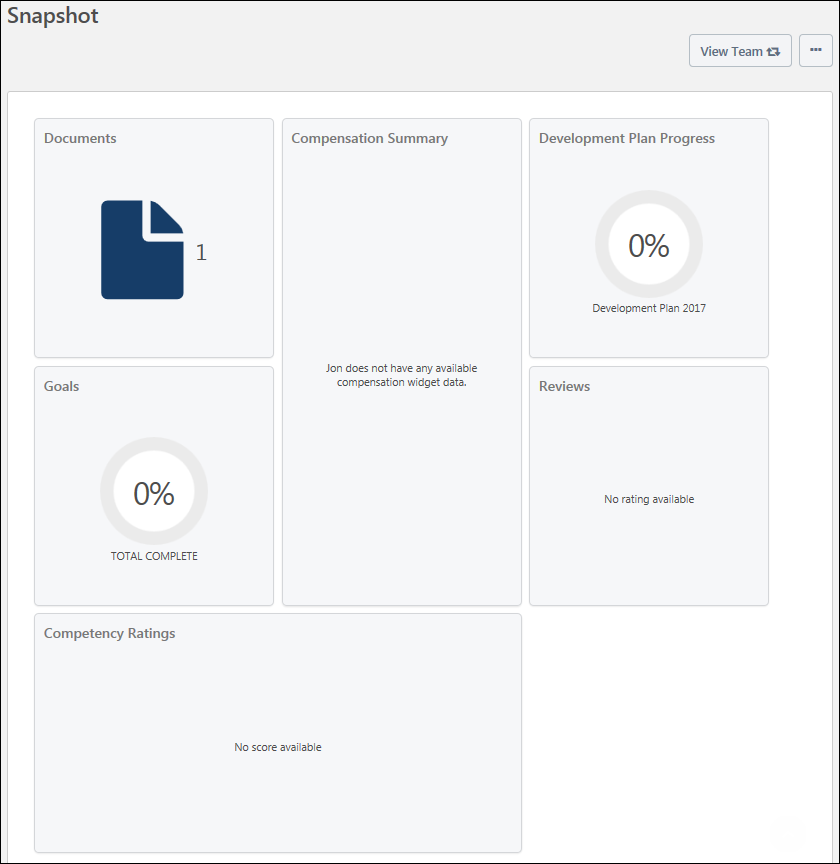 Snapshot
View Team
...
Documents
1
Compensation Summary
Jon does not have any available
compensation widget data.
Development Plan Progress
0%
Development Plan 2017
Goals
0%
TOTAL COMPLETE
Reviews
No rating available
Competency Ratings
No score available